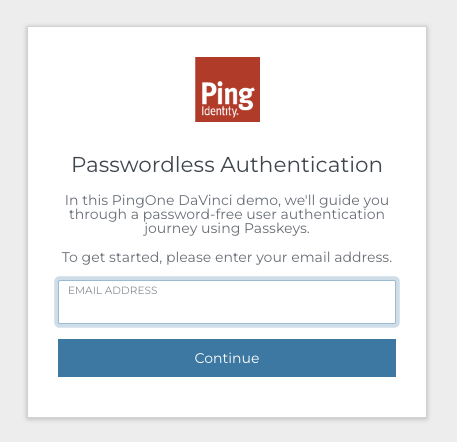 Ping
Identity.
Passwordless Authentication
In this PingOne DaVinci demo, we'll guide you
through a password-free user authentication
journey using Passkeys.
To get started, please enter your email address.
EMAIL ADDRESS
Continue